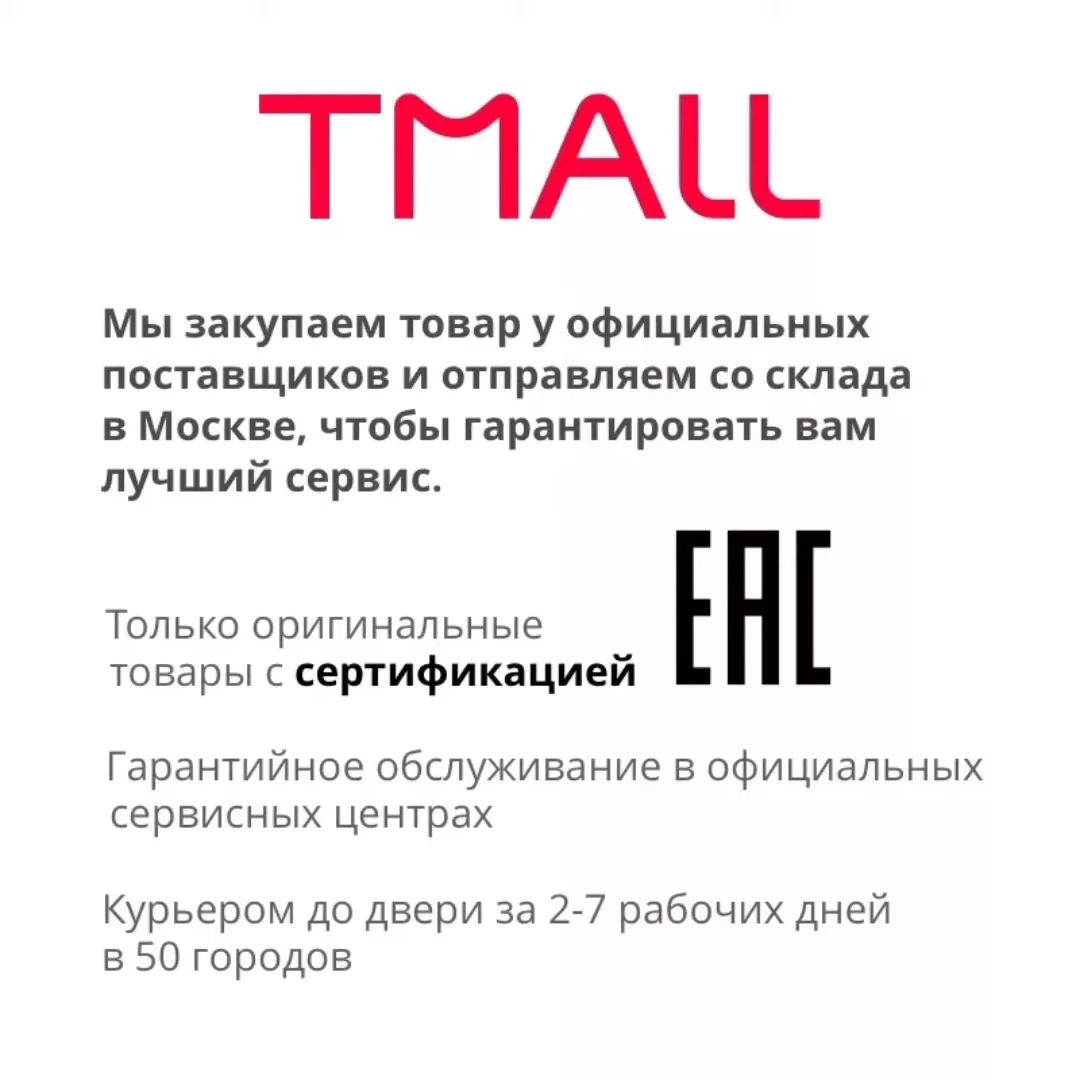 TMALL
Мы закупаем товар у официальных
поставщиков и отправляем со склада
в Москве, чтобы гарантировать вам
лучший сервис.
EAC
Только оригинальные
товары с сертификацией
Гарантийное обслуживание в официальных
сервисных центрах
Курьером до двери за 2-7 рабочих дней
в 50 городов